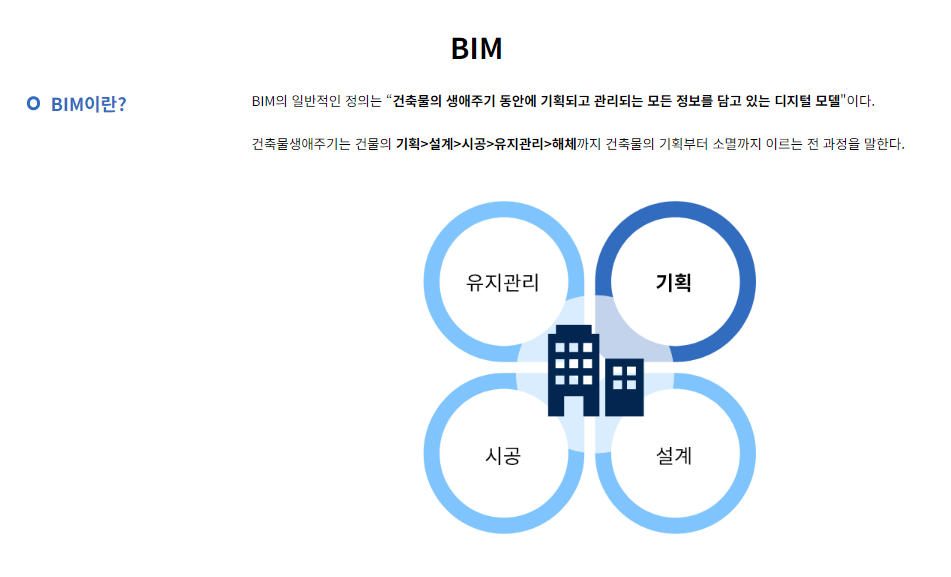 BIM
BIM이란?
BIM의 일반적인 정의는 “건축물의 생애주기 동안에 기획되고 관리되는 모든 정보를 담고 있는 디지털 모델"이다.
건축물생애주기는 건물의 기획>설계>시공>유지관리>해체까지 건축물의 기획부터 소멸까지 이르는 전 과정을 말한다.
유지관리
기획
시공
설계